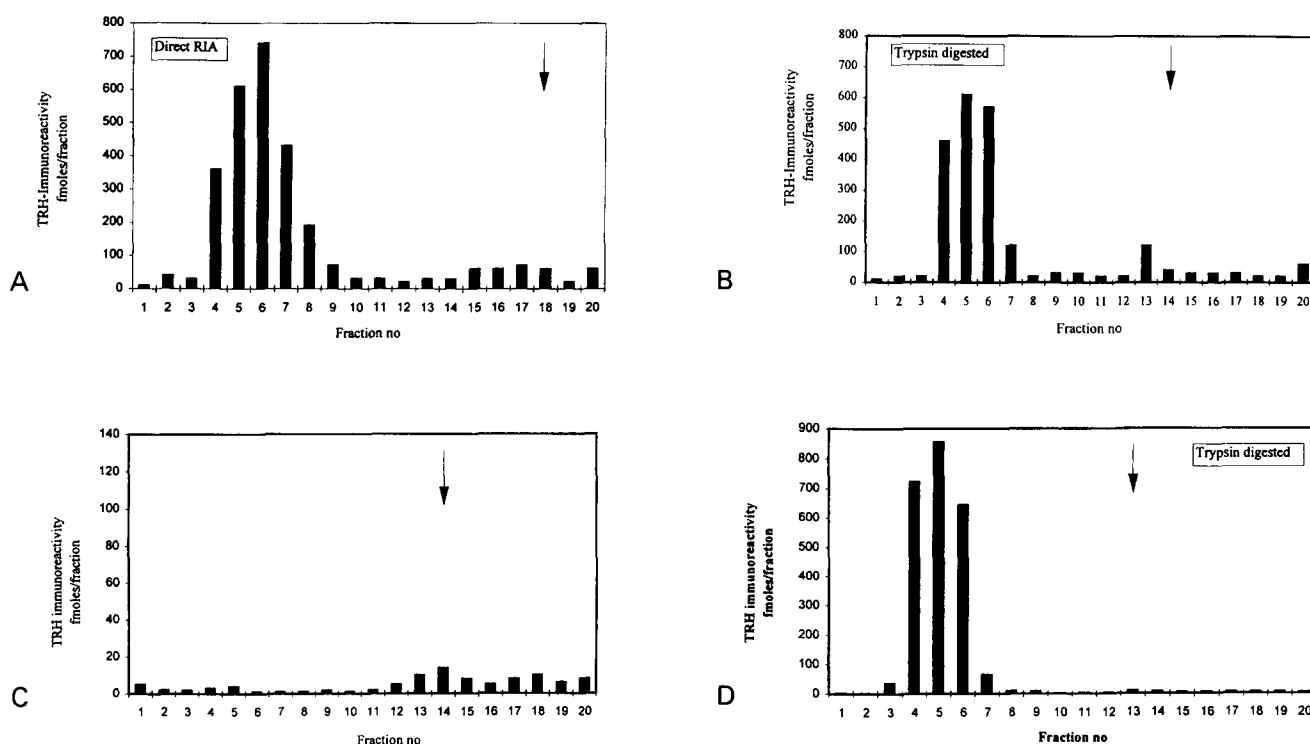 800
700
600
500
400
300
200
100
0
Direct RIA
TRH-Immunoreactivity
fmoles/fraction
1 2 3 4 5 6 7 8 9 10 11 12 13 14 15 16 17 18 19 20
Fraction no
A
800
700
600
500
400
300
200
100
0
Trypsin digested
TRH-Immunoreactivity
fmoles/fraction
1 2 3 4 5 6 7 8 9 10 11 12 13 14 15 16 17 18 19 20
Fraction no
B
140
120
100
80
60
40
20
0
TRH immunoreactivity
fmoles/fraction
1 2 3 4 5 6 7 8 9 10 11 12 13 14 15 16 17 18 19 20
Fraction no
C
900
800
700
600
500
400
300
200
100
0
Trypsin digested
TRH immunoreactivity
fmoles/fraction
1 2 3 4 5 6 7 8 9 10 11 12 13 14 15 16 17 18 19 20
Fraction no
D